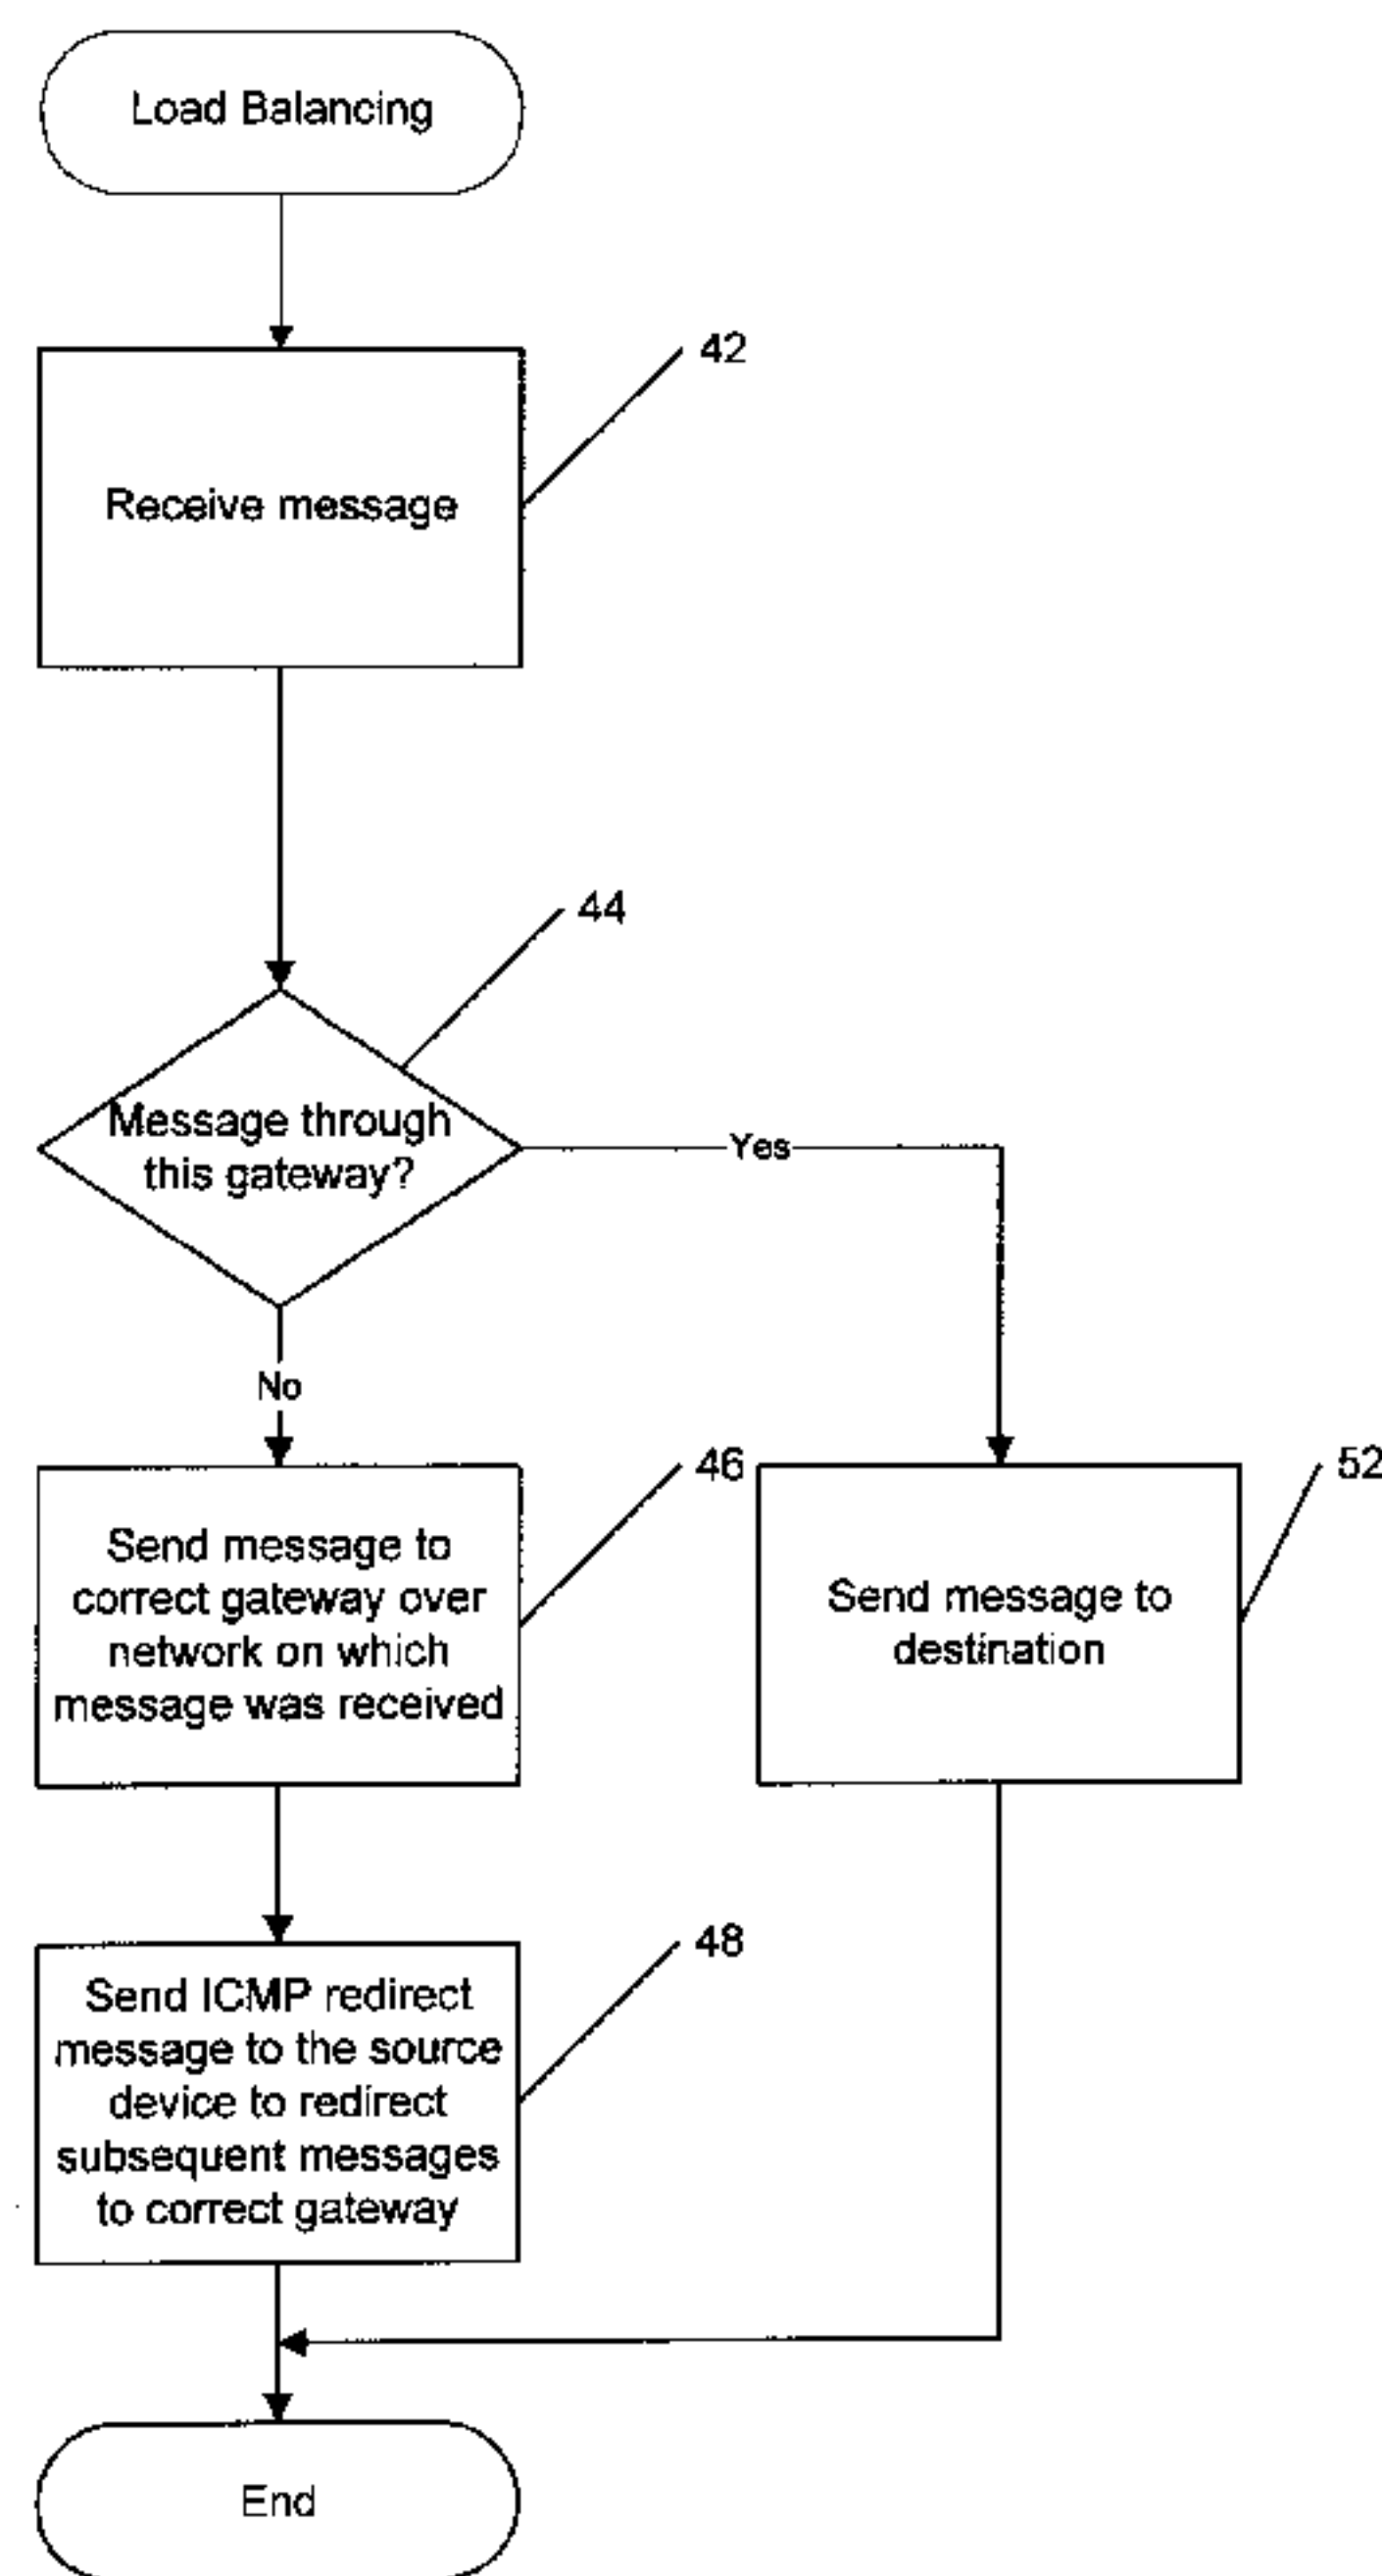 Load Balancing
42
Receive message
44
Message through
this gateway?
Yes
No
46
52
Send message to
correct gateway over
network on which
message was received
Send message to
destination
48
Send ICMP redirect
message to the source
device to redirect
subsequent messages
to correct gateway
End